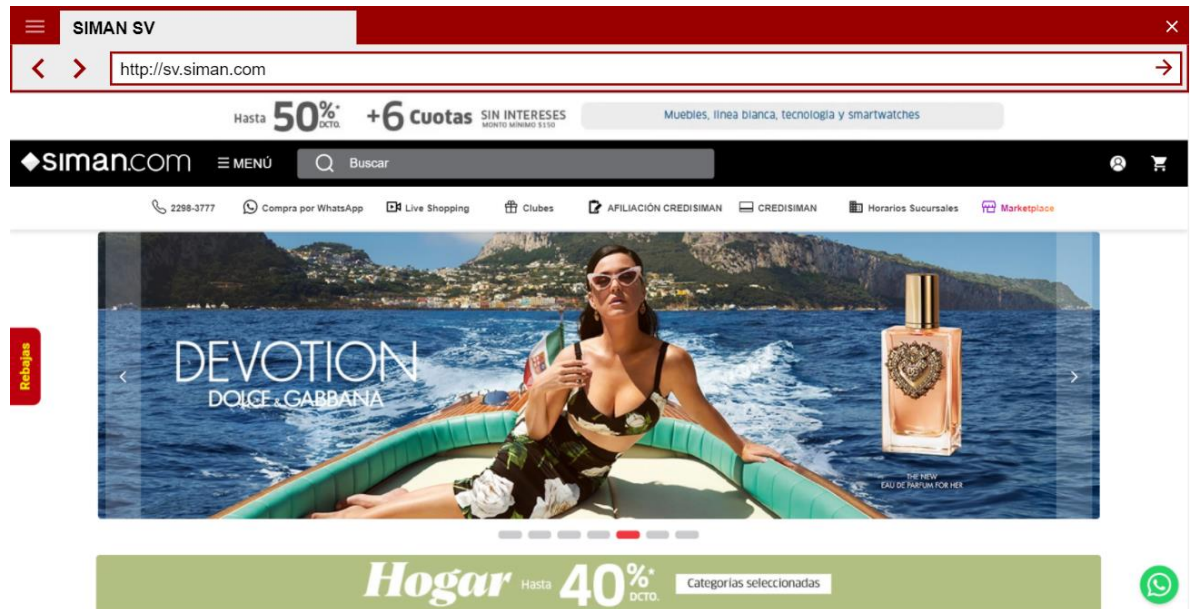 SIMAN SV
http://sv.siman.com
Hasta 50%* DCTO. +6 Cuotas SIN INTERESES MONTO MÍNIMO $150 Muebles, línea blanca, tecnología y smartwatches
siman.com MENÚ Buscar
2298-3777 Compra por WhatsApp Live Shopping Clubes AFILIACIÓN CREDISIMAN CREDISIMAN Horarios Sucursales Marketplace
Rebajas
DEVOTION
DOLCE & GABBANA
THE NEW
EAU DE PARFUM FOR HER
Hogar Hasta 40%* DCTO. Categorías seleccionadas